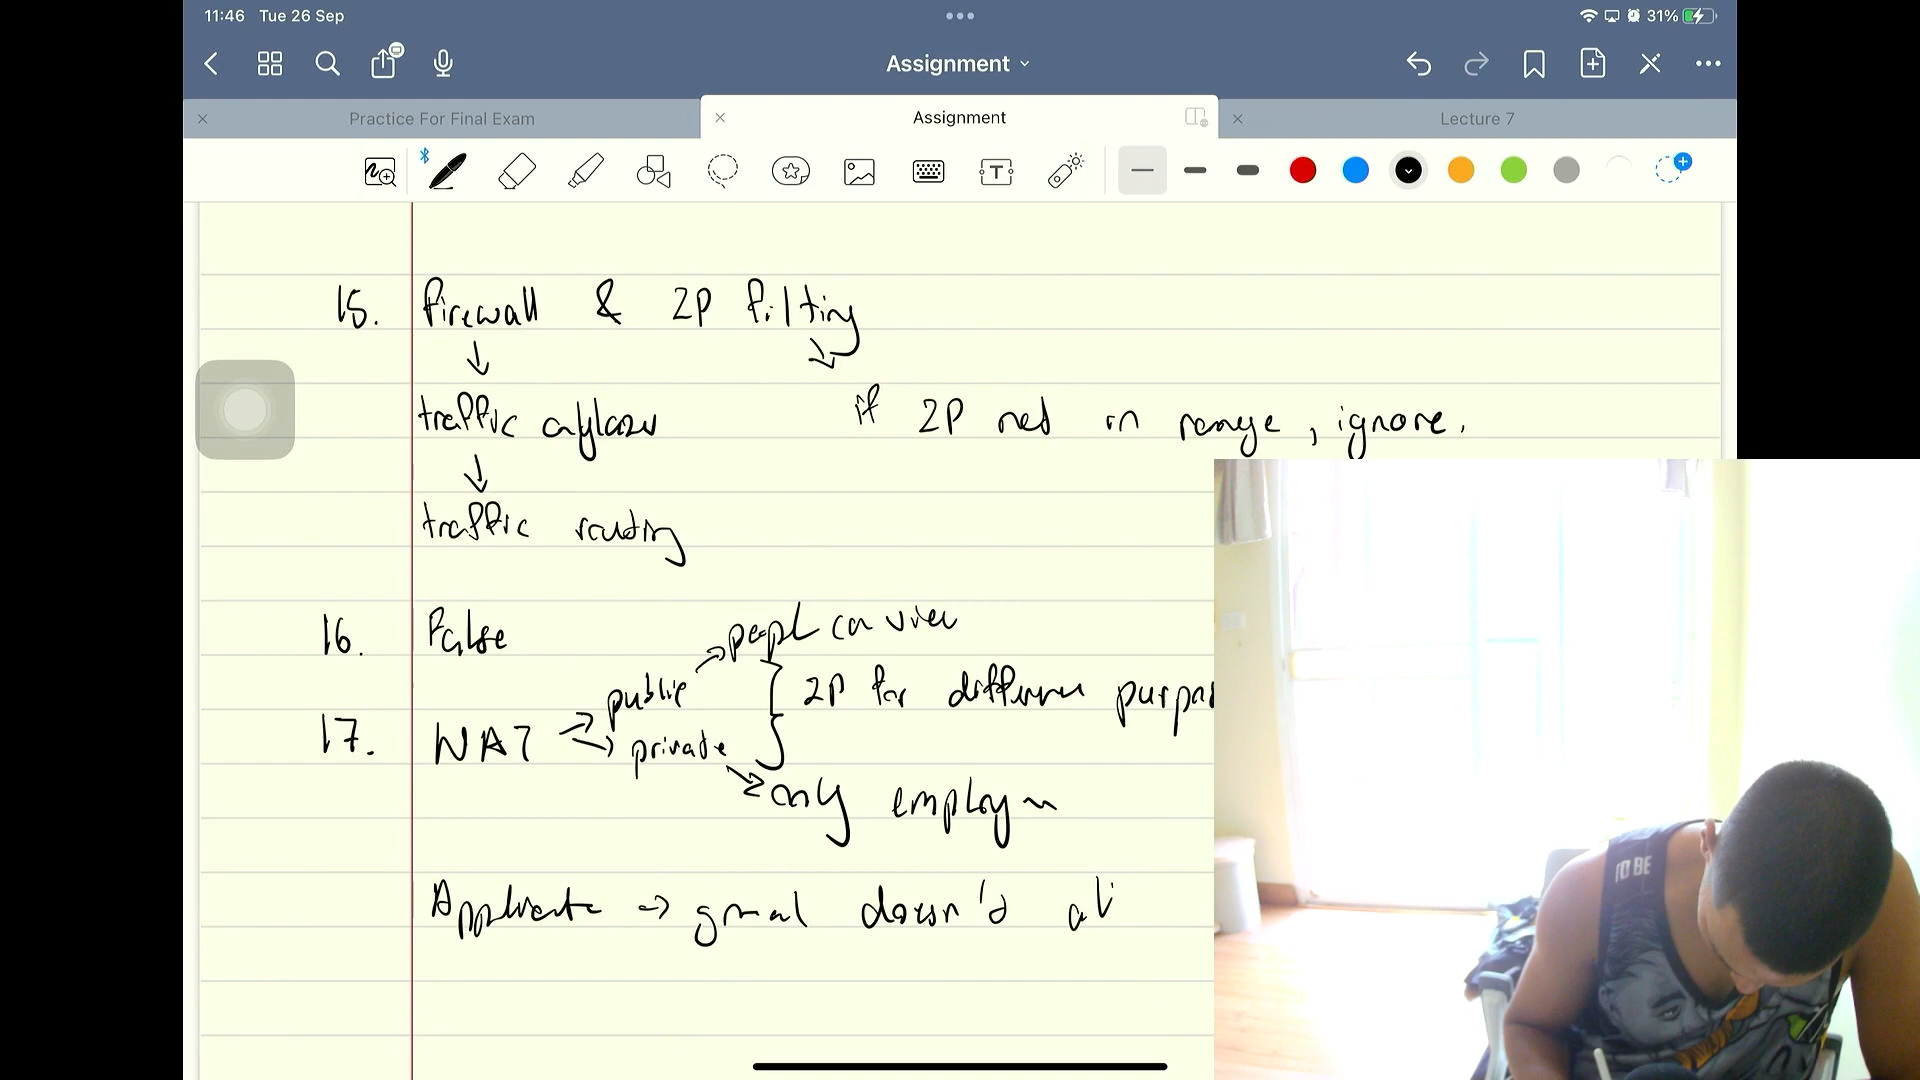 11:46 Tue 26 Sep
31%
Assignment
Practice For Final Exam
Assignment
Lecture 7
T
15. firewall & IP filting
traffic if IP not in range, ignore.
traffic routing
16. False
people can view
public
IP for different
17. NAT
private
only
Application → doesn't
TO BE